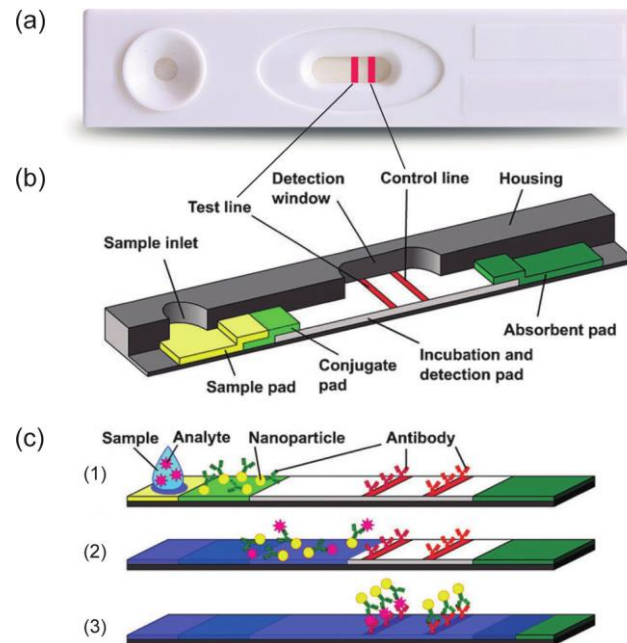 (a)
(b)
Detection
window
Control line
Housing
Test line
Sample inlet
Absorbent pad
Incubation and
detection pad
Conjugate
pad
Sample pad
(c)
Sample
Analyte
Nanoparticle
Antibody
(1)
(2)
(3)